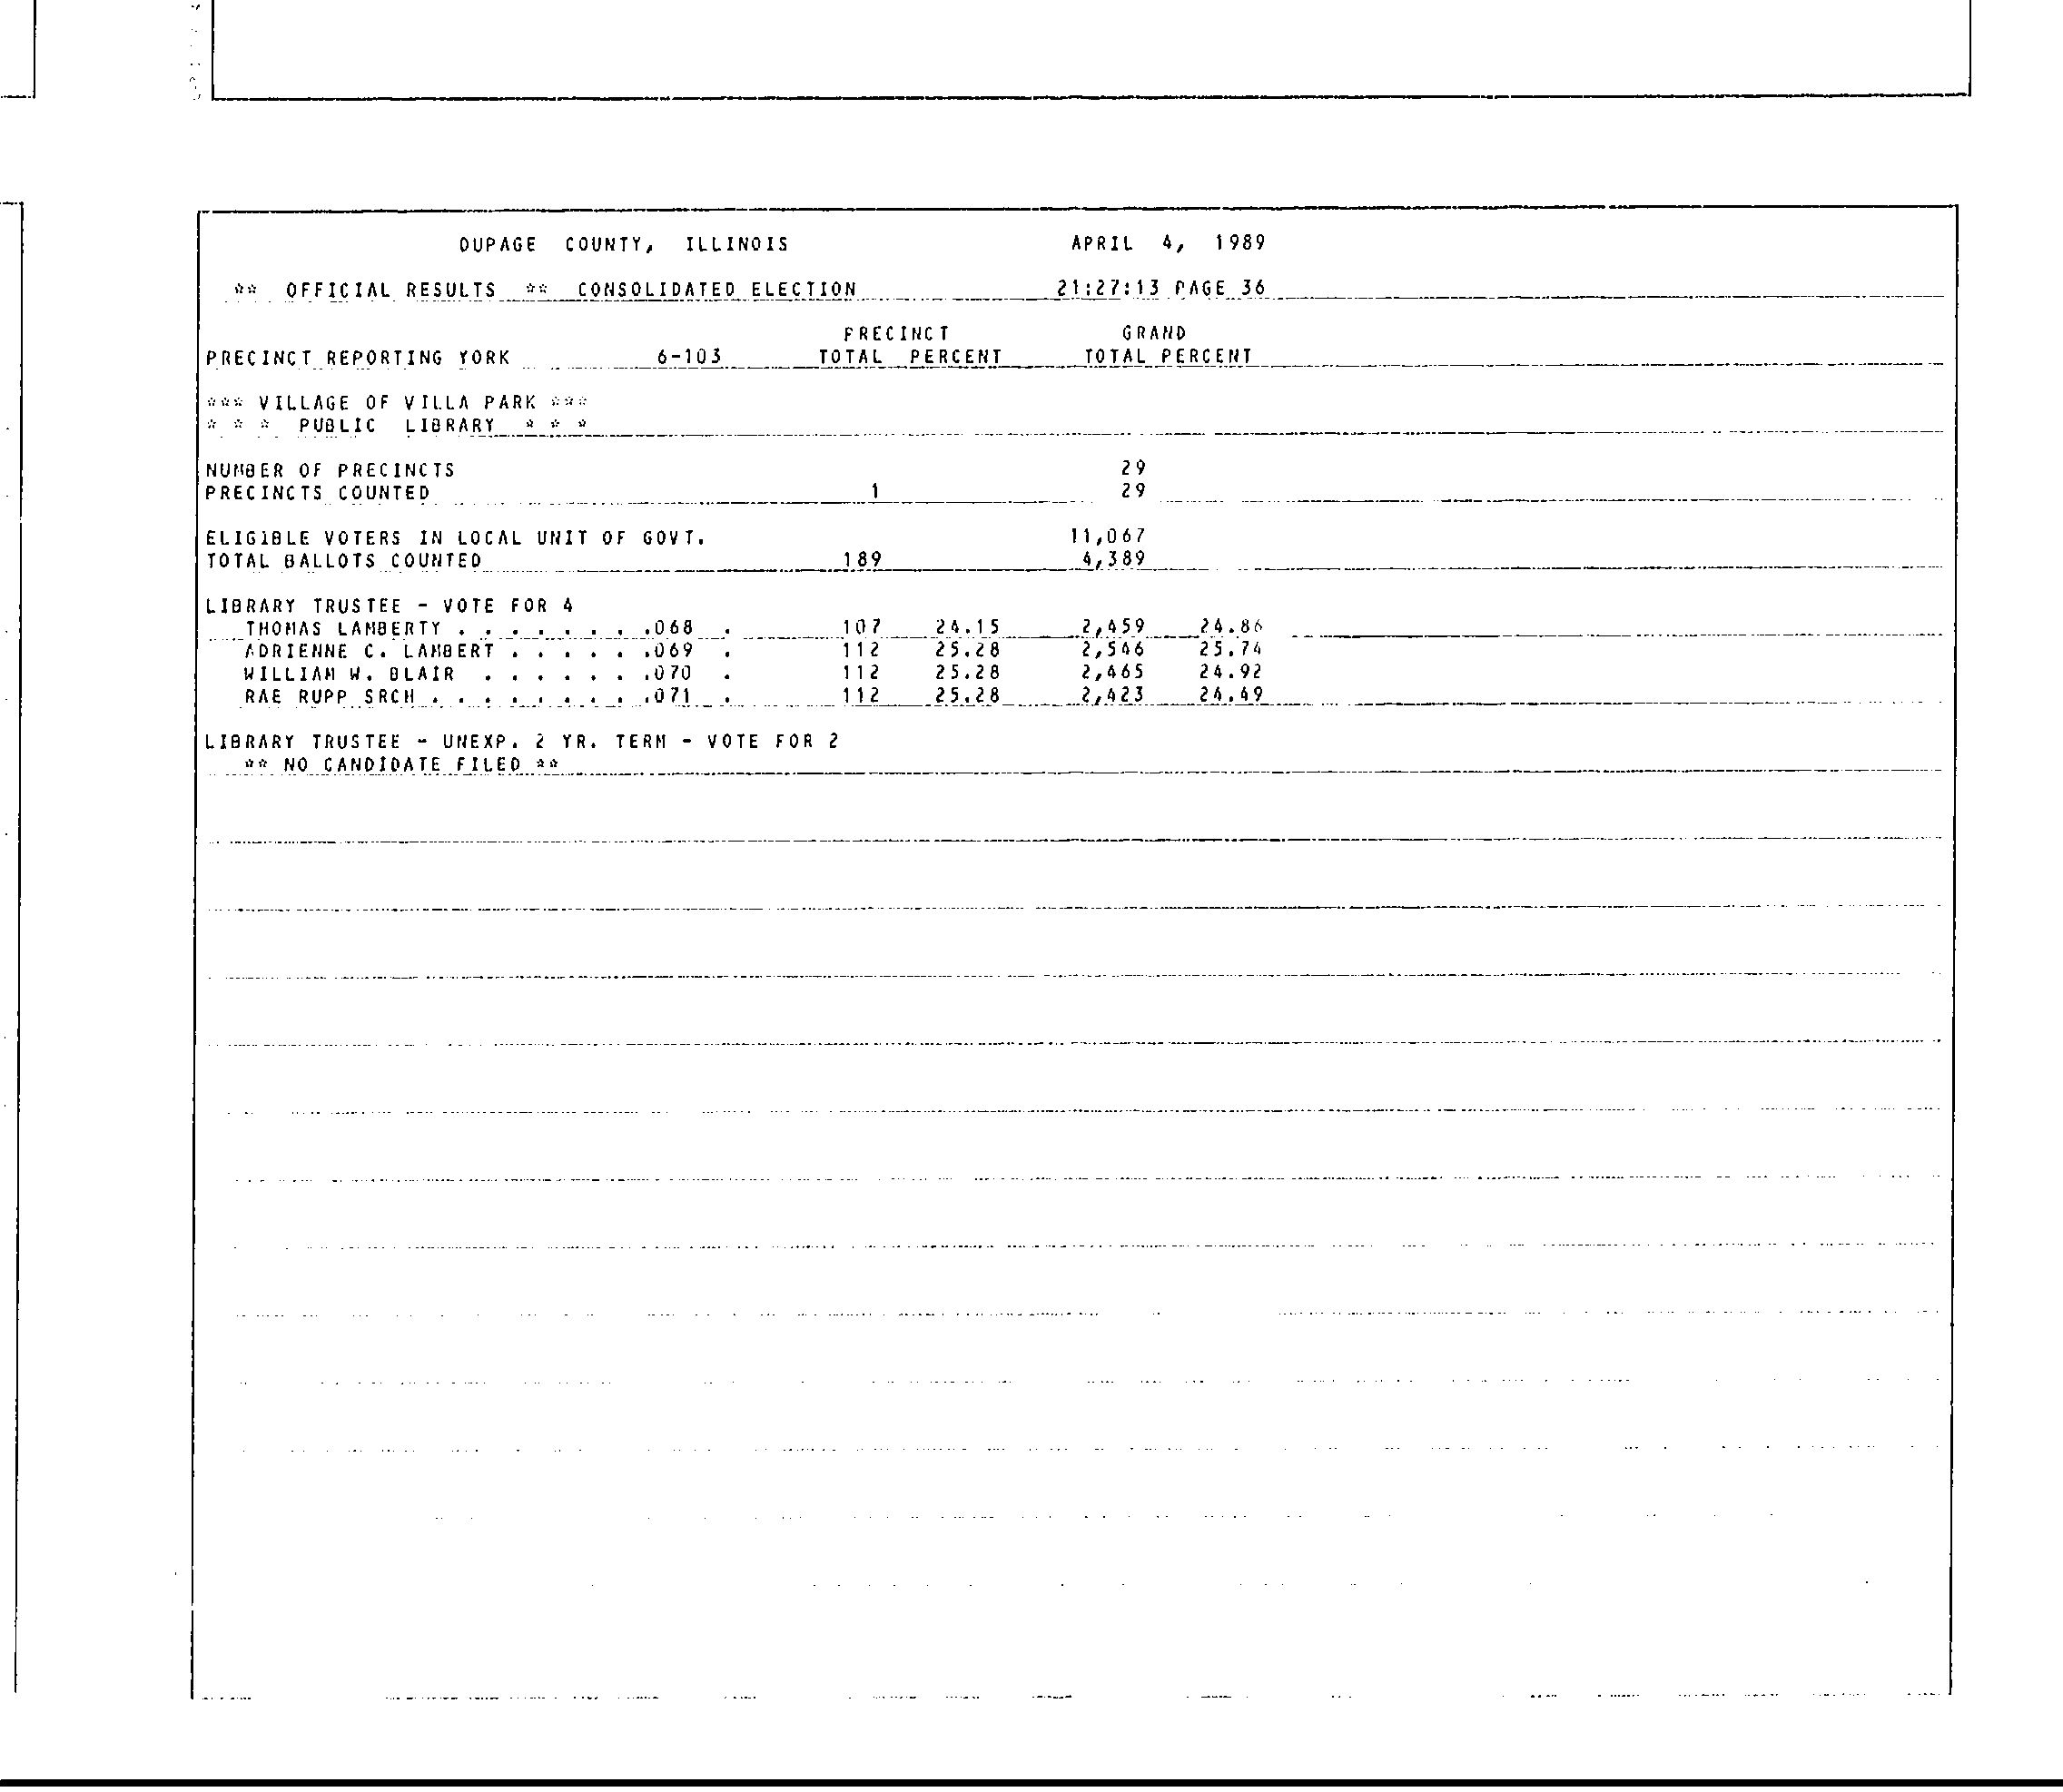 DUPAGE COUNTY, ILLINOIS APRIL 4, 1989
** OFFICIAL RESULTS ** CONSOLIDATED ELECTION 21:27:13 PAGE 36
PRECINCT GRAND
PRECINCT REPORTING YORK 6-103 TOTAL PERCENT TOTAL PERCENT
*** VILLAGE OF VILLA PARK ***
* * * PUBLIC LIBRARY * * *
NUMBER OF PRECINCTS 29
PRECINCTS COUNTED 1 29
ELIGIBLE VOTERS IN LOCAL UNIT OF GOVT. 11,067
TOTAL BALLOTS COUNTED 189 4,389
LIBRARY TRUSTEE - VOTE FOR 4
THOMAS LAMBERTY . . . . . . . .068 . 107 24.15 2,459 24.86
ADRIENNE C. LAMBERT . . . . . .069 . 112 25.28 2,546 25.74
WILLIAM W. BLAIR . . . . . . .070 . 112 25.28 2,465 24.92
RAE RUPP SRCH . . . . . . . . .071 . 112 25.28 2,423 24.49
LIBRARY TRUSTEE - UNEXP. 2 YR. TERM - VOTE FOR 2
** NO CANDIDATE FILED **